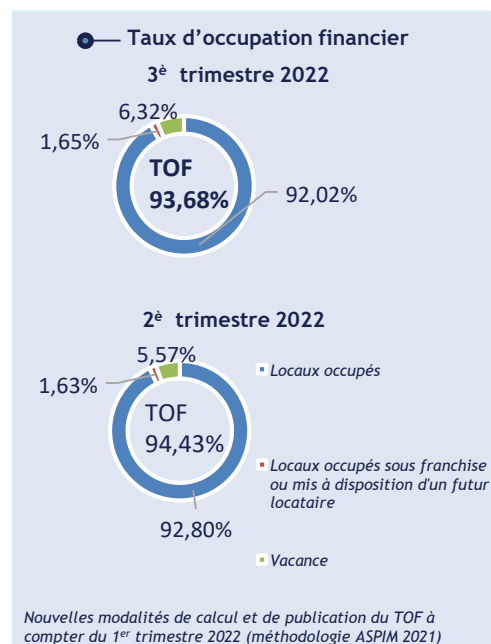 Taux d’occupation financier
3è trimestre 2022
6,32%
1,65%
TOF
93,68%
92,02%
2è trimestre 2022
5,57%
1,63%
TOF
94,43%
92,80%
Locaux occupés
Locaux occupés sous franchise
ou mis à disposition d'un futur
locataire
Vacance
Nouvelles modalités de calcul et de publication du TOF à
compter du 1er trimestre 2022 (méthodologie ASPIM 2021)